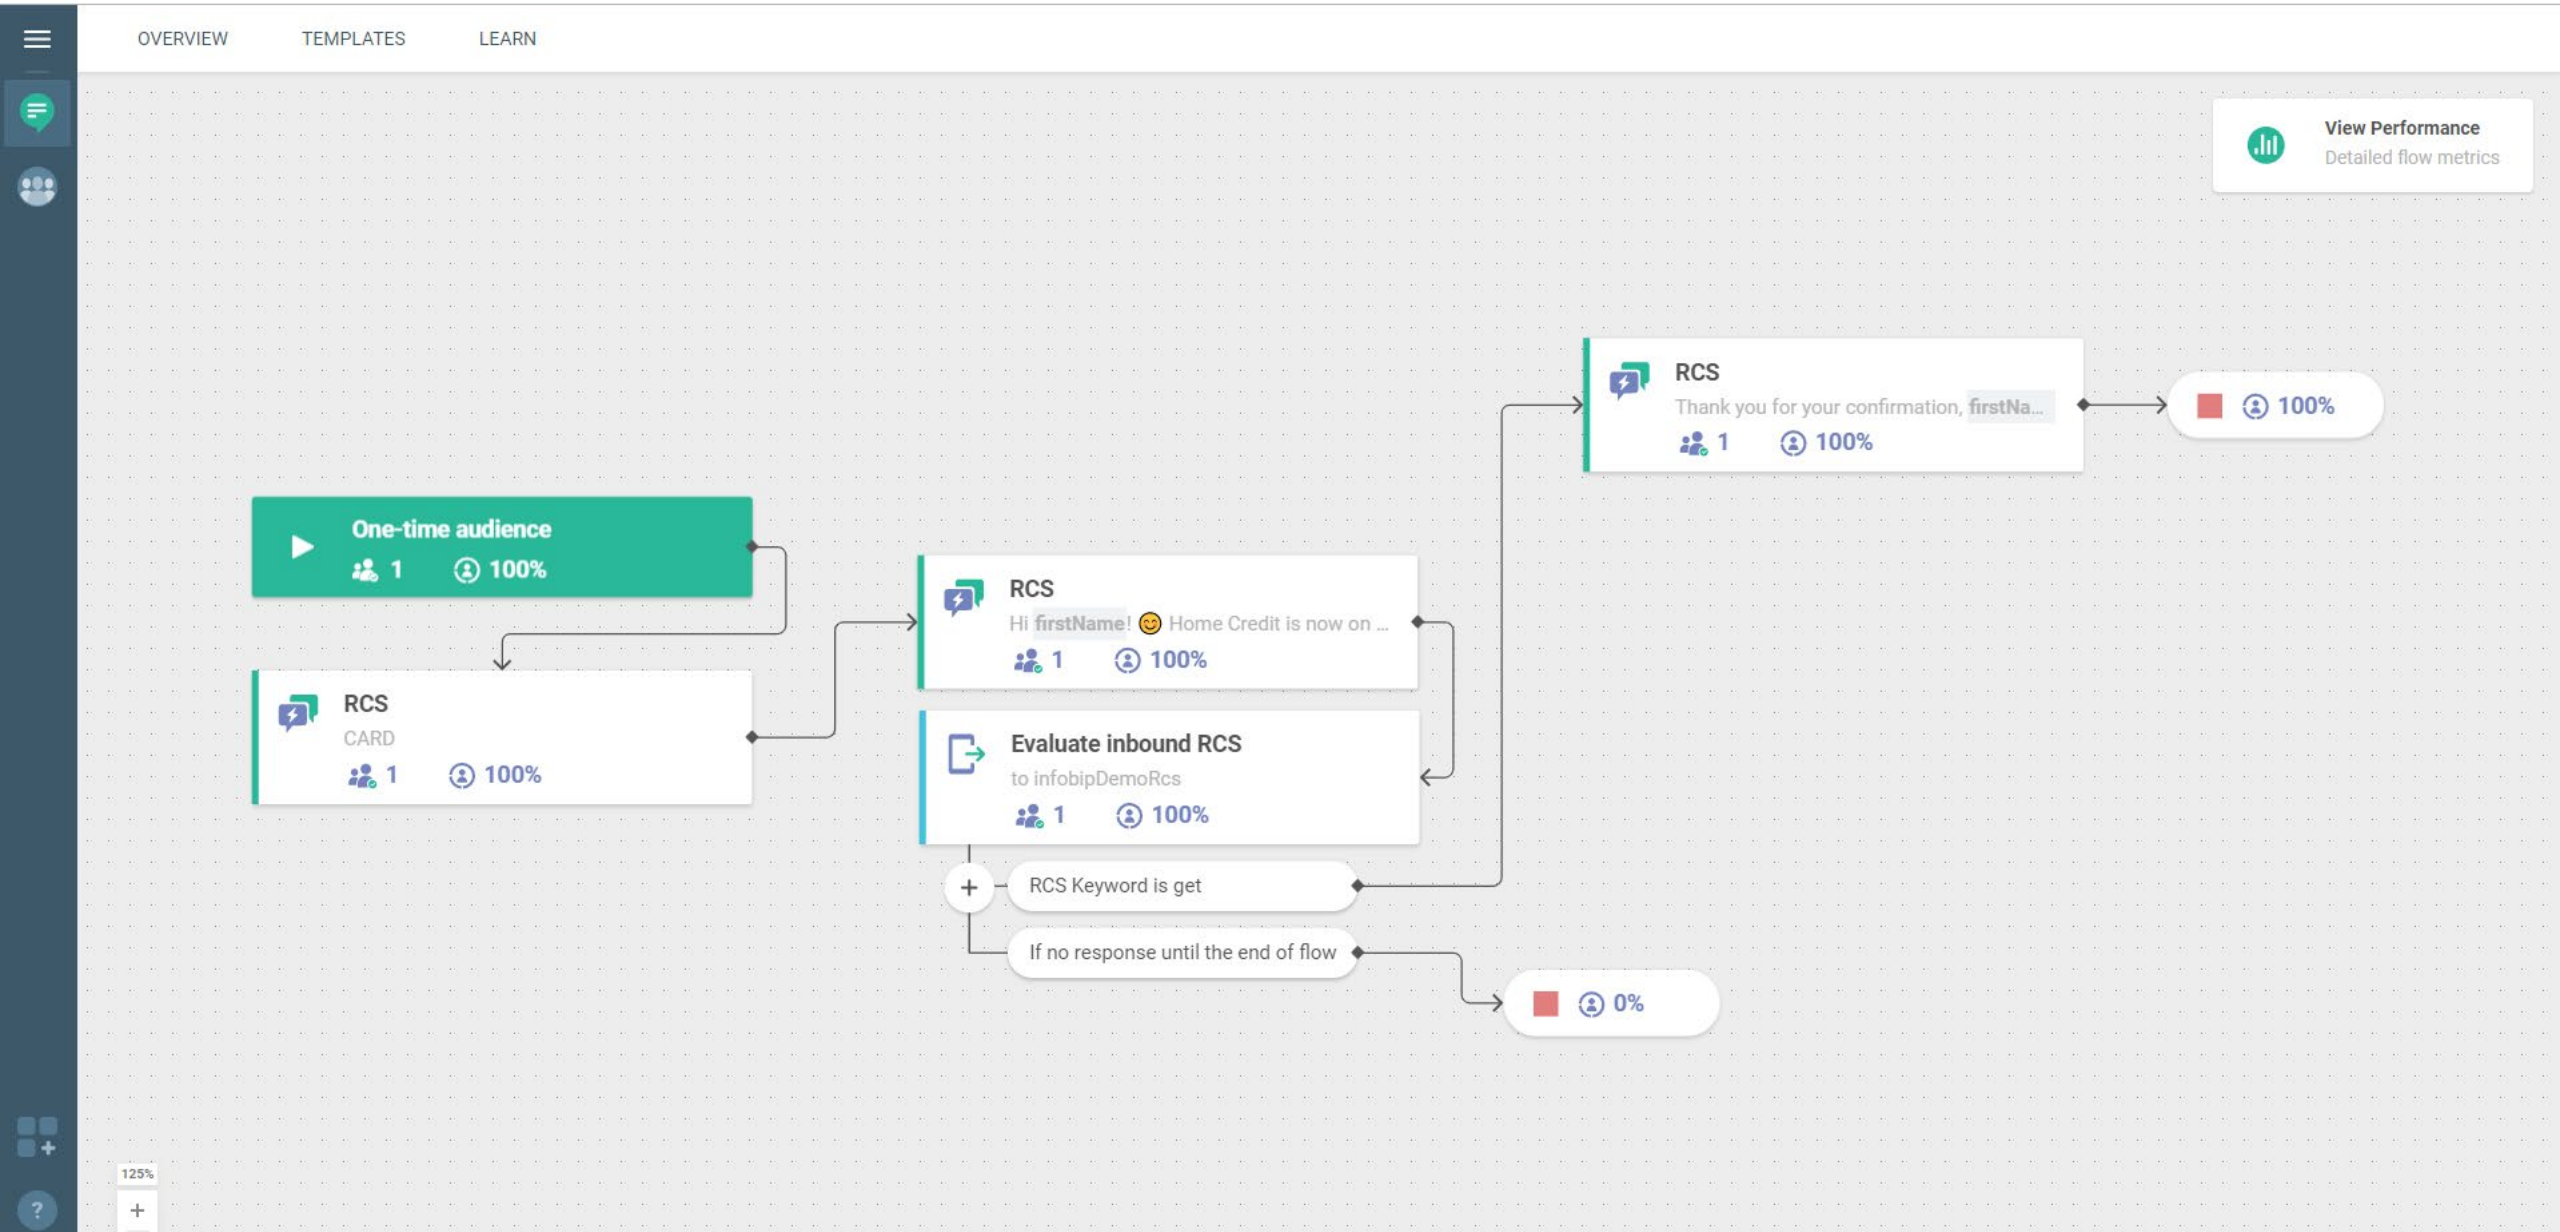 OVERVIEW
TEMPLATES
LEARN
View Performance
Detailed flow metrics
RCS
Thank you for your confirmation, firstNa...
1 100%
100%
One-time audience
1 100%
RCS
Hi firstName! 😊 Home Credit is now on ...
1 100%
RCS
CARD
1 100%
Evaluate inbound RCS
to infobipDemoRcs
1 100%
+
RCS Keyword is get
If no response until the end of flow
0%
125%
+
?